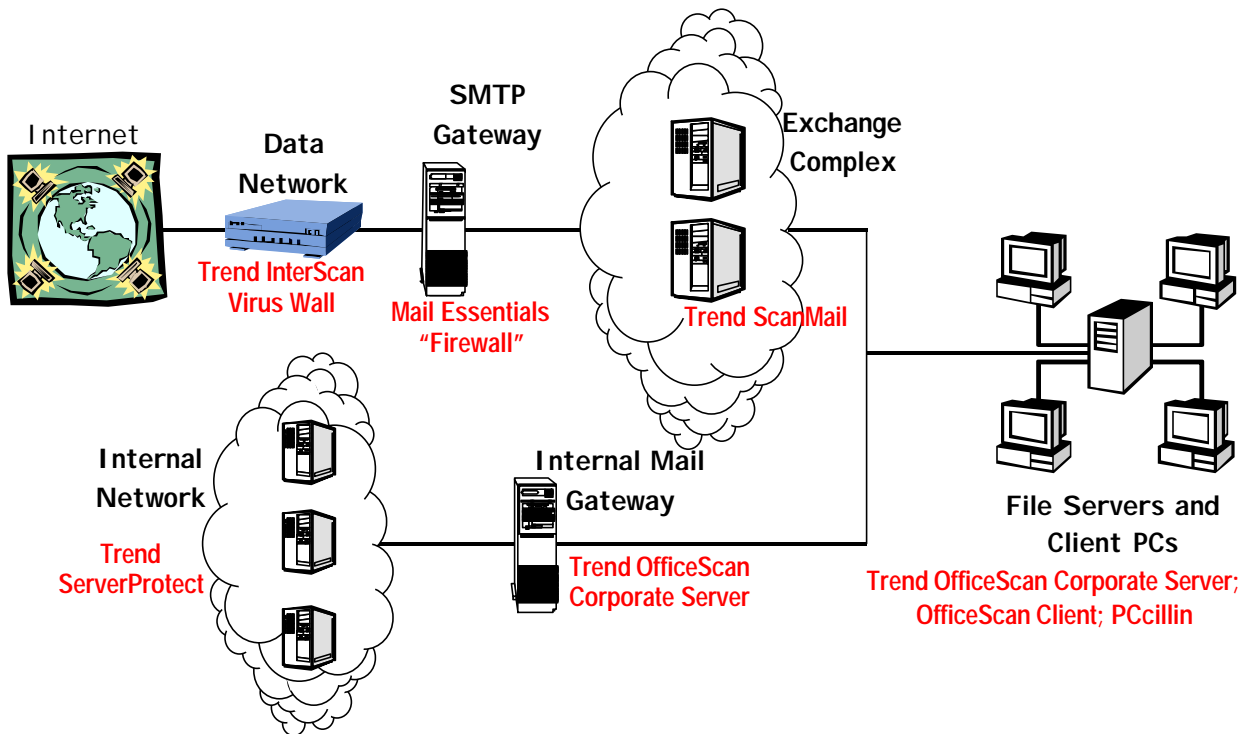 Internet
Data
Network
Trend InterScan
Virus Wall
SMTP
Gateway
Mail Essentials
“Firewall”
Exchange
Complex
Trend ScanMail
Internal
Network
Trend
ServerProtect
Internal Mail
Gateway
Trend OfficeScan
Corporate Server
File Servers and
Client PCs
Trend OfficeScan Corporate Server;
OfficeScan Client; PCcillin